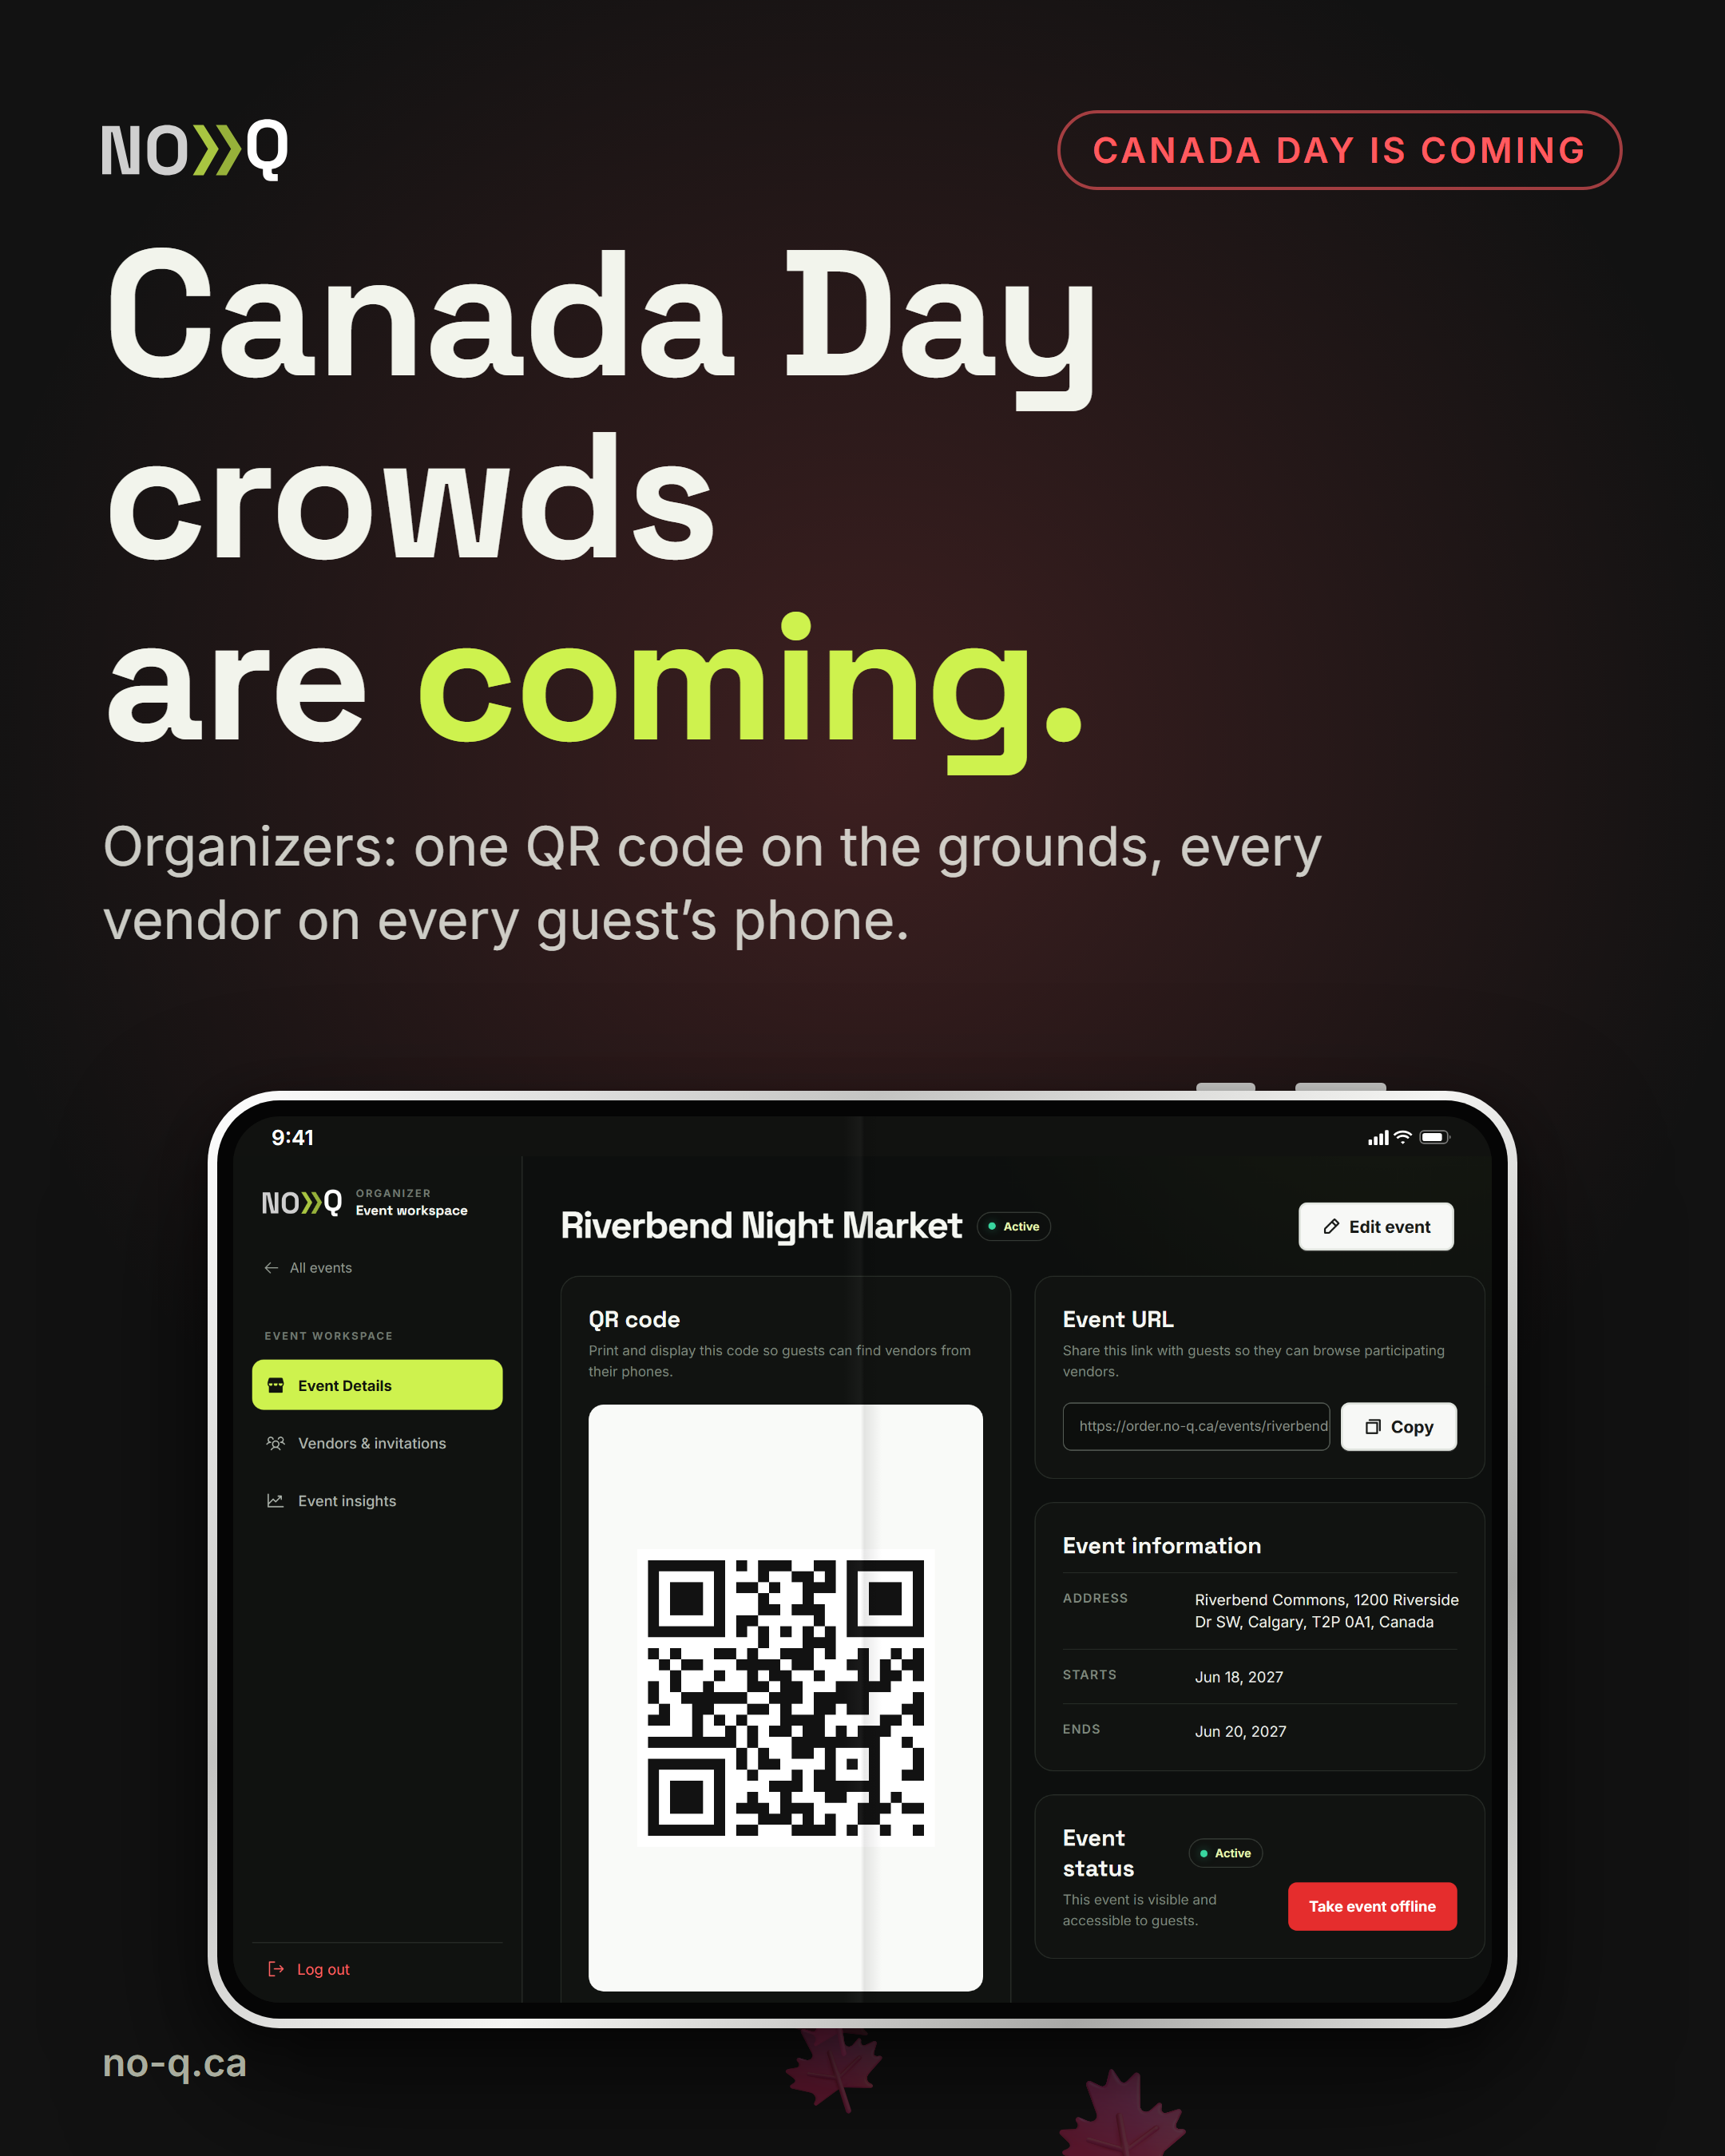 NO»Q
CANADA DAY IS COMING
Canada Day
crowds
are coming.
Organizers: one QR code on the grounds, every
vendor on every guest’s phone.
9:41
NO»Q
ORGANIZER
Event workspace
All events
EVENT WORKSPACE
Event Details
Vendors & invitations
Event insights
Log out
Riverbend Night Market
Active
Edit event
QR code
Print and display this code so guests can find vendors from
their phones.
Event URL
Share this link with guests so they can browse participating
vendors.
https://order.no-q.ca/events/riverbend
Copy
Event information
ADDRESS
Riverbend Commons, 1200 Riverside
Dr SW, Calgary, T2P 0A1, Canada
STARTS
Jun 18, 2027
ENDS
Jun 20, 2027
Event
status
Active
This event is visible and
accessible to guests.
Take event offline
no-q.ca